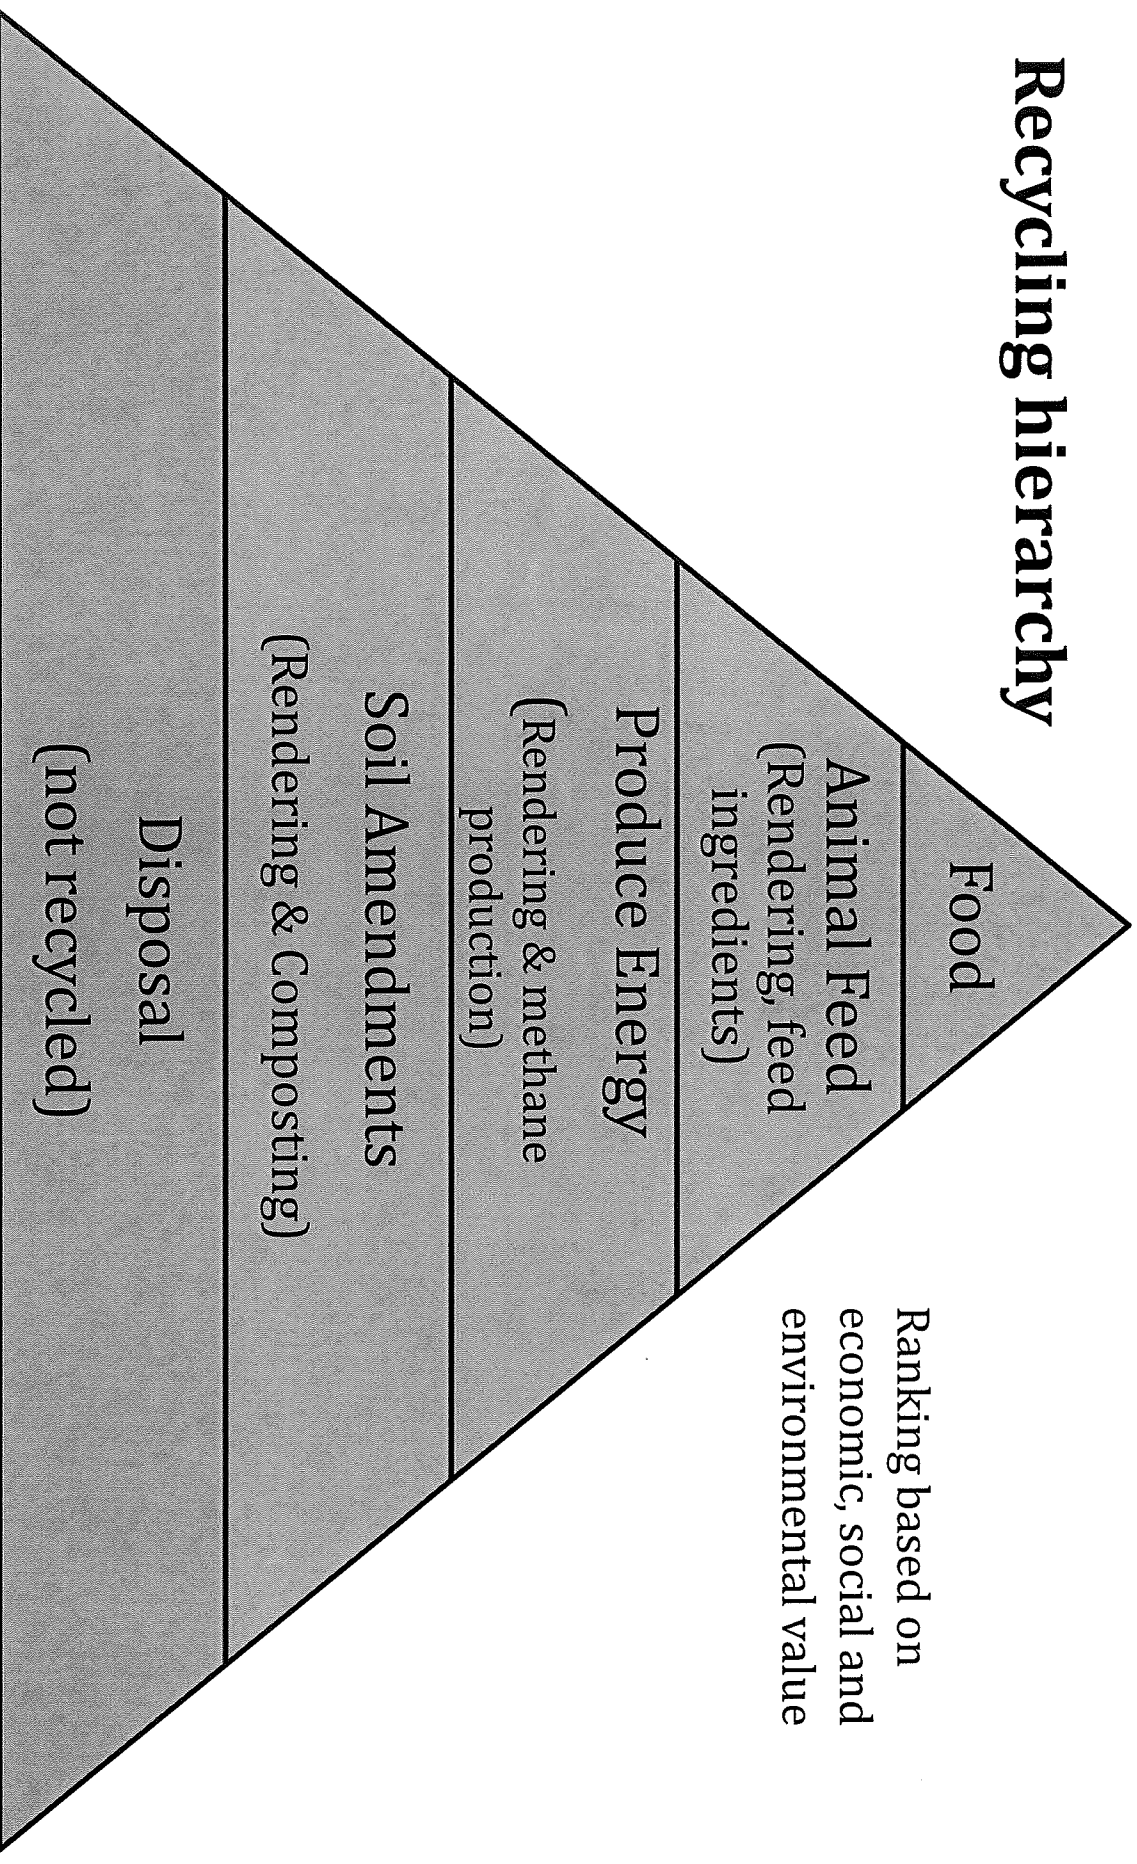 Recycling hierarchy
Food
Animal Feed
(Rendering, feed
ingredients)
Ranking based on
economic, social and
environmental value
Produce Energy
(Rendering & methane
production)
Soil Amendments
(Rendering & Composting)
Disposal
(not recycled)